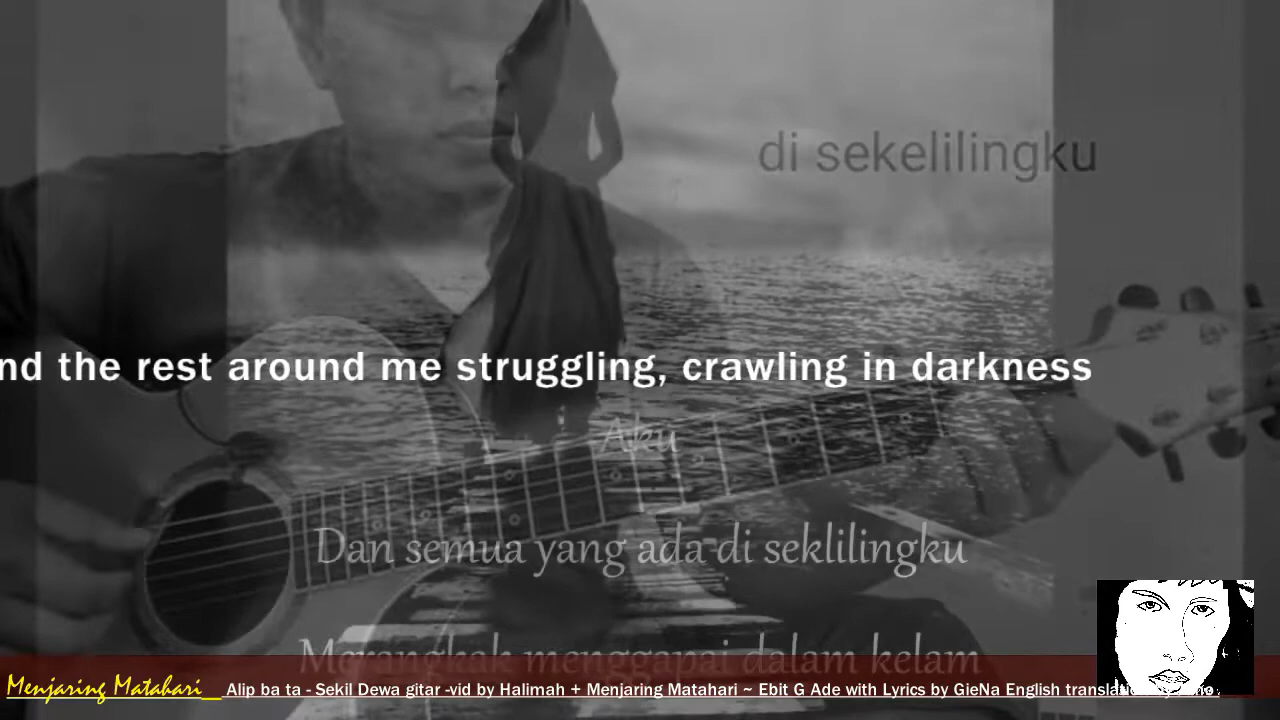 di sekelilingku
nd the rest around me struggling, crawling in darkness
Aku
Dan semua yang ada di seklilingku
Merangkak menggapai dalam kelam
Menjaring Matahari__ Alip ba ta - Sekil Dewa gitar -vid by Halimah + Menjaring Matahari ~ Ebit G Ade with Lyrics by GieNa English